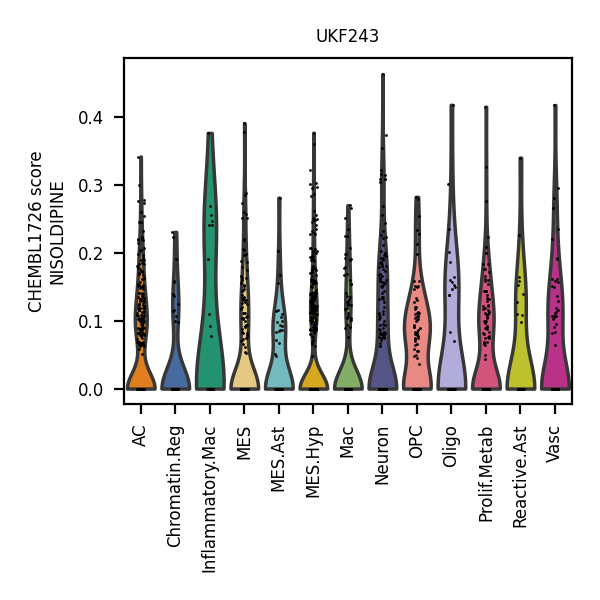 UKF243
CHEMBL1726 score
NISOLDIPINE
0.4
0.3
0.2
0.1
0.0
AC
Chromatin.Reg
Inflammatory.Mac
MES
MES.Ast
MES.Hyp
Mac
Neuron
OPC
Oligo
Prolif.Metab
Reactive.Ast
Vasc